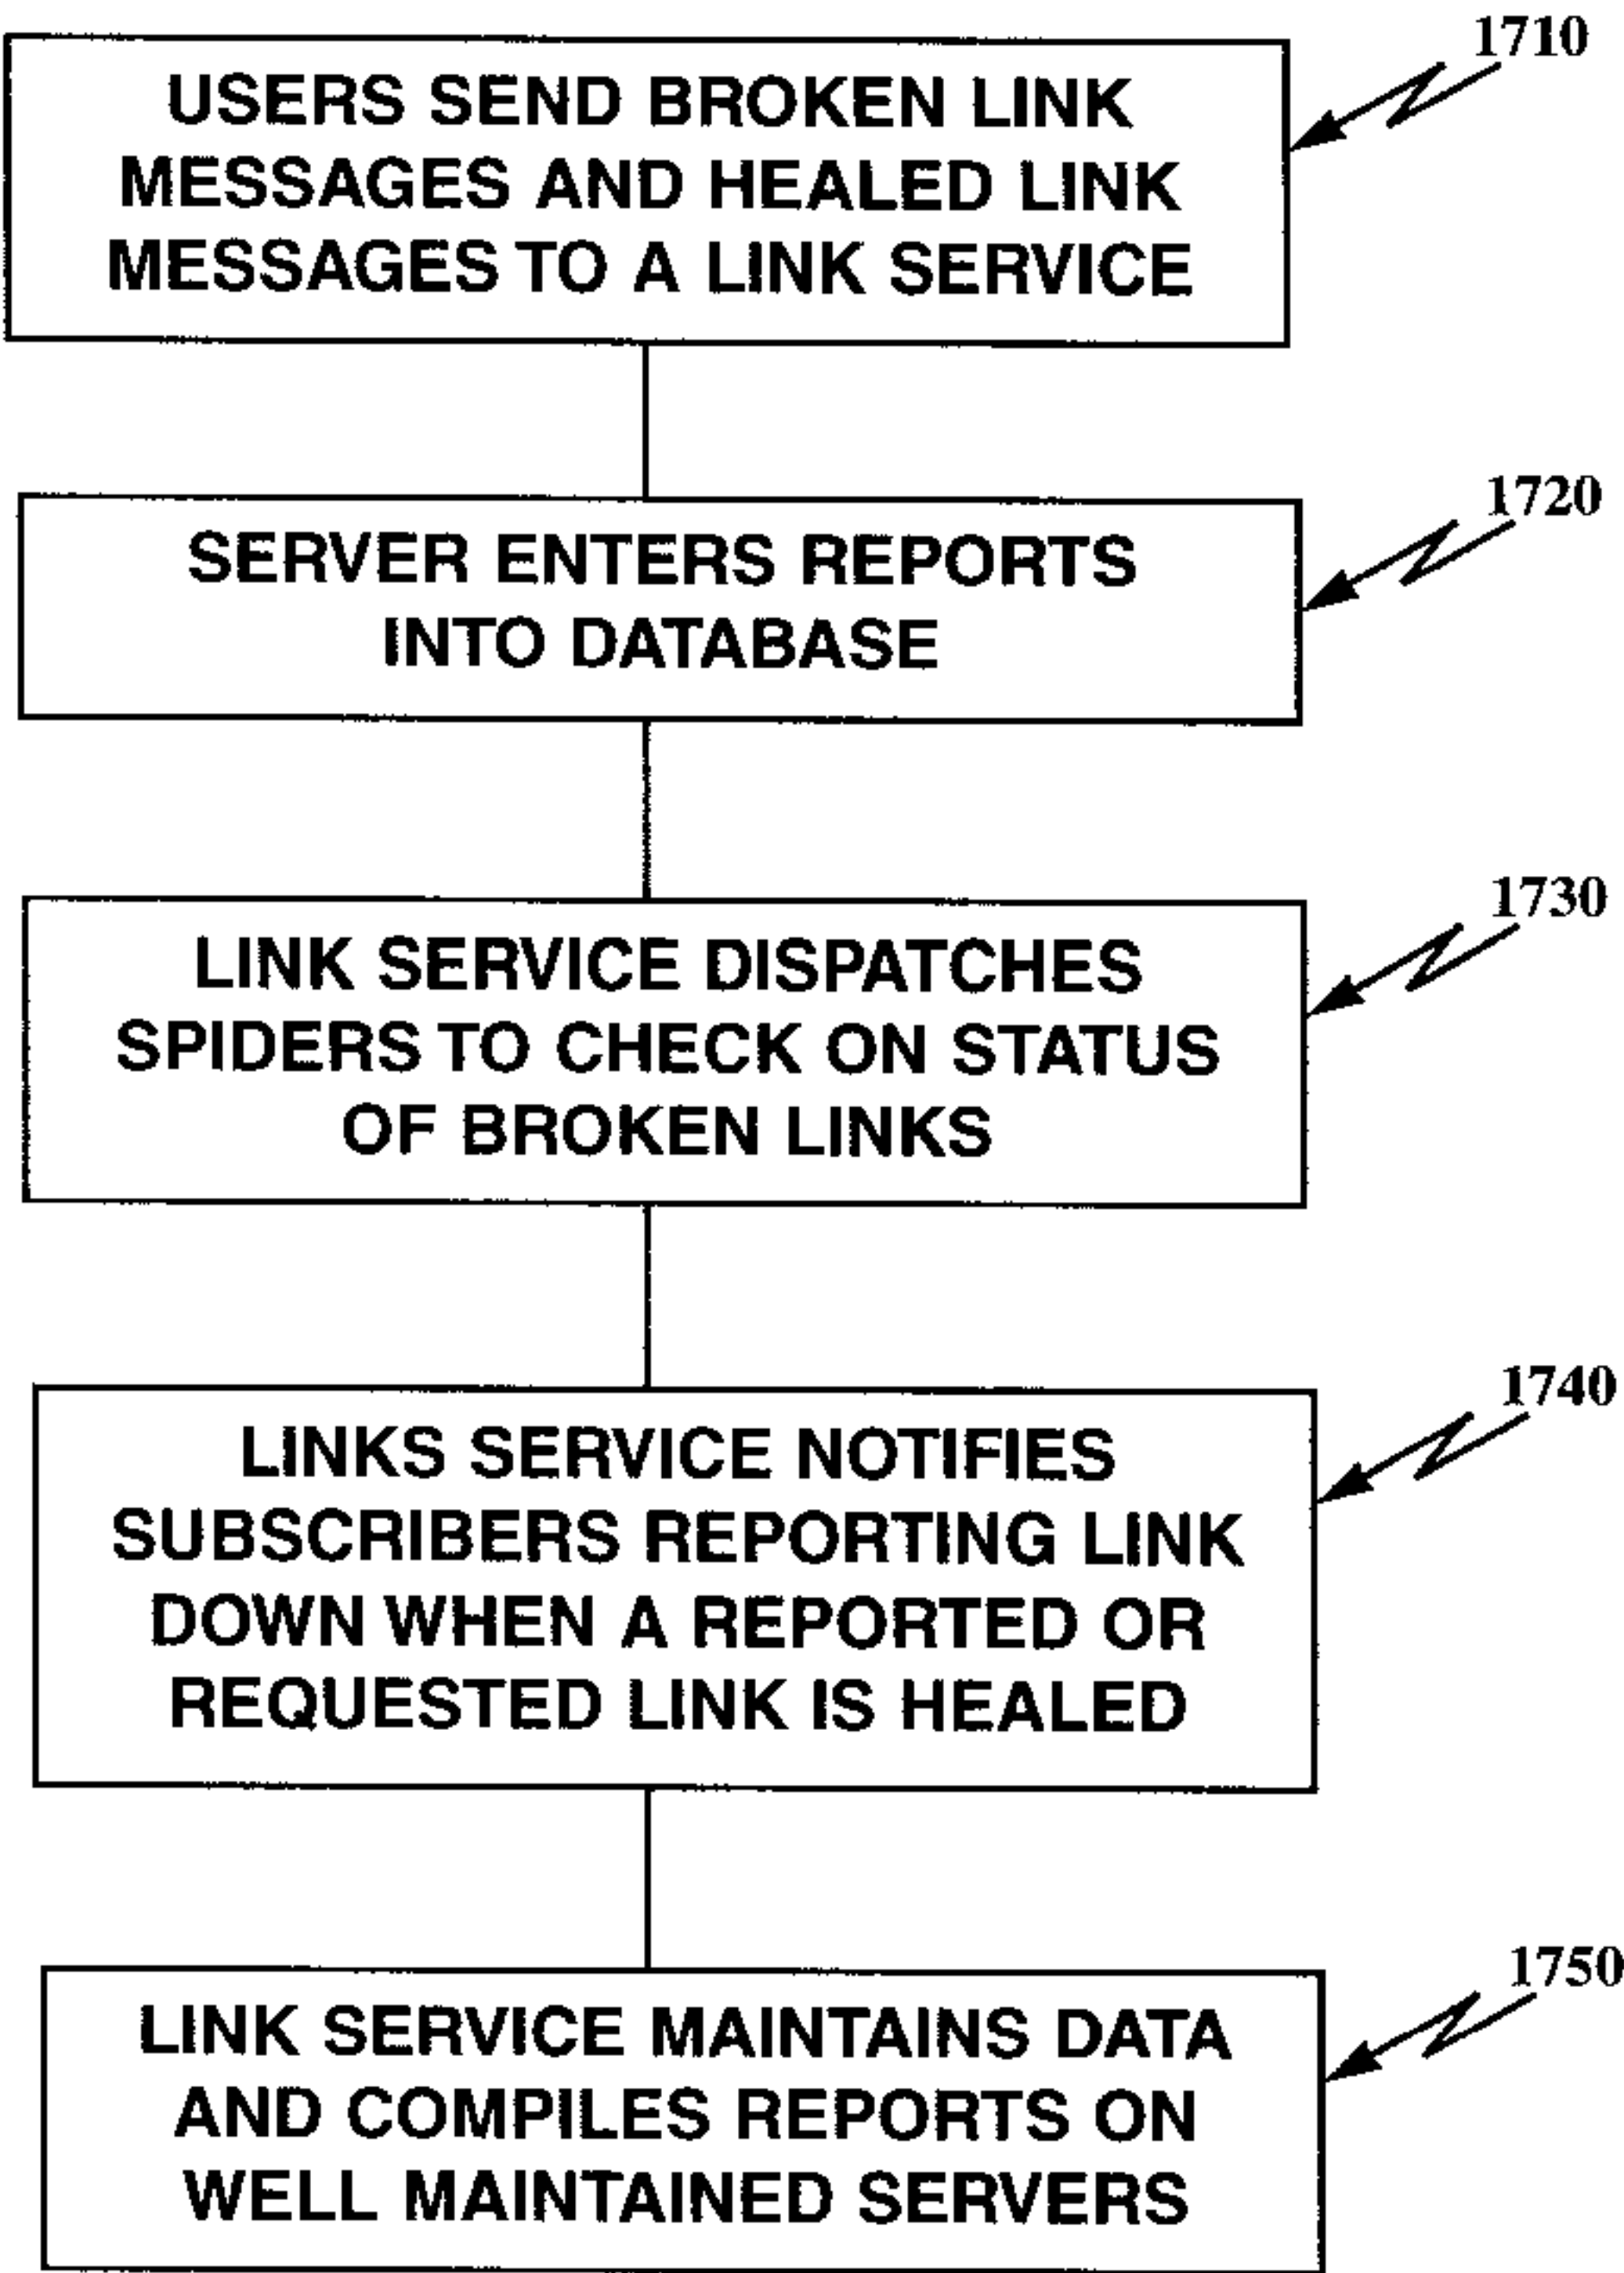 1710
USERS SEND BROKEN LINK
MESSAGES AND HEALED LINK
MESSAGES TO A LINK SERVICE
1720
SERVER ENTERS REPORTS
INTO DATABASE
1730
LINK SERVICE DISPATCHES
SPIDERS TO CHECK ON STATUS
OF BROKEN LINKS
1740
LINKS SERVICE NOTIFIES
SUBSCRIBERS REPORTING LINK
DOWN WHEN A REPORTED OR
REQUESTED LINK IS HEALED
1750
LINK SERVICE MAINTAINS DATA
AND COMPILES REPORTS ON
WELL MAINTAINED SERVERS